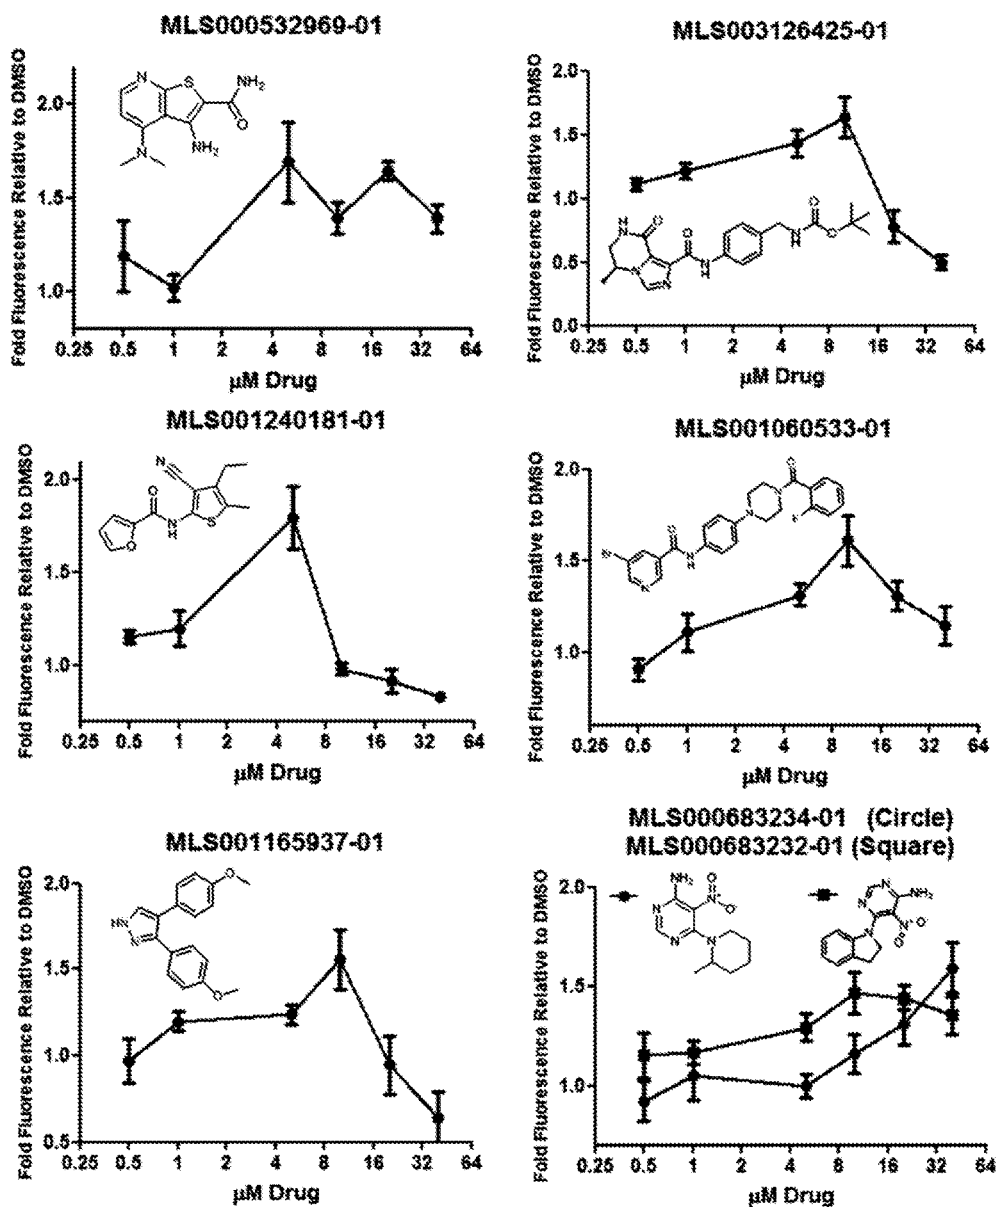 MLS000532969-01
Fold Fluorescence Relative to DMSO
2.0
1.5
1.0
N
S
NH₂
O
NH₂
N
0.25 0.5 1 2 4 8 16 32 64
μM Drug
MLS003126425-01
Fold Fluorescence Relative to DMSO
2.0
1.5
1.0
0.5
0.0
H
N
O
O
N
H
N
N
N
H
O
O
0.25 0.5 1 2 4 8 16 32 64
μM Drug
MLS001240181-01
Fold Fluorescence Relative to DMSO
2.0
1.5
1.0
N
O
N
H
S
O
0.25 0.5 1 2 4 8 16 32 64
μM Drug
MLS001060533-01
Fold Fluorescence Relative to DMSO
2.0
1.5
1.0
O
N
N
O
N
H
N
0.25 0.5 1 2 4 8 16 32 64
μM Drug
MLS001165937-01
Fold Fluorescence Relative to DMSO
2.0
1.5
1.0
0.5
O
HN
N
O
0.25 0.5 1 2 4 8 16 32 64
μM Drug
MLS000683234-01 (Circle)
MLS000683232-01 (Square)
Fold Fluorescence Relative to DMSO
2.0
1.5
1.0
NH₂
O
N⁺
O⁻
N
N
N
N
N
NH₂
N⁺
O⁻
O
N
0.25 0.5 1 2 4 8 16 32 64
μM Drug